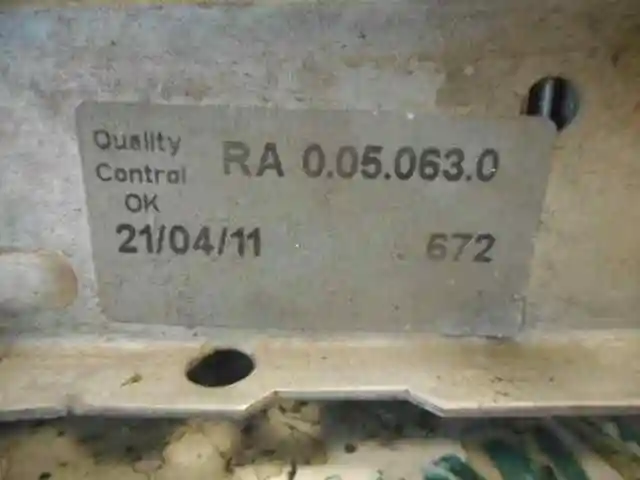 Quality
Control
OK
RA 0.05.063.0
21/04/11
672